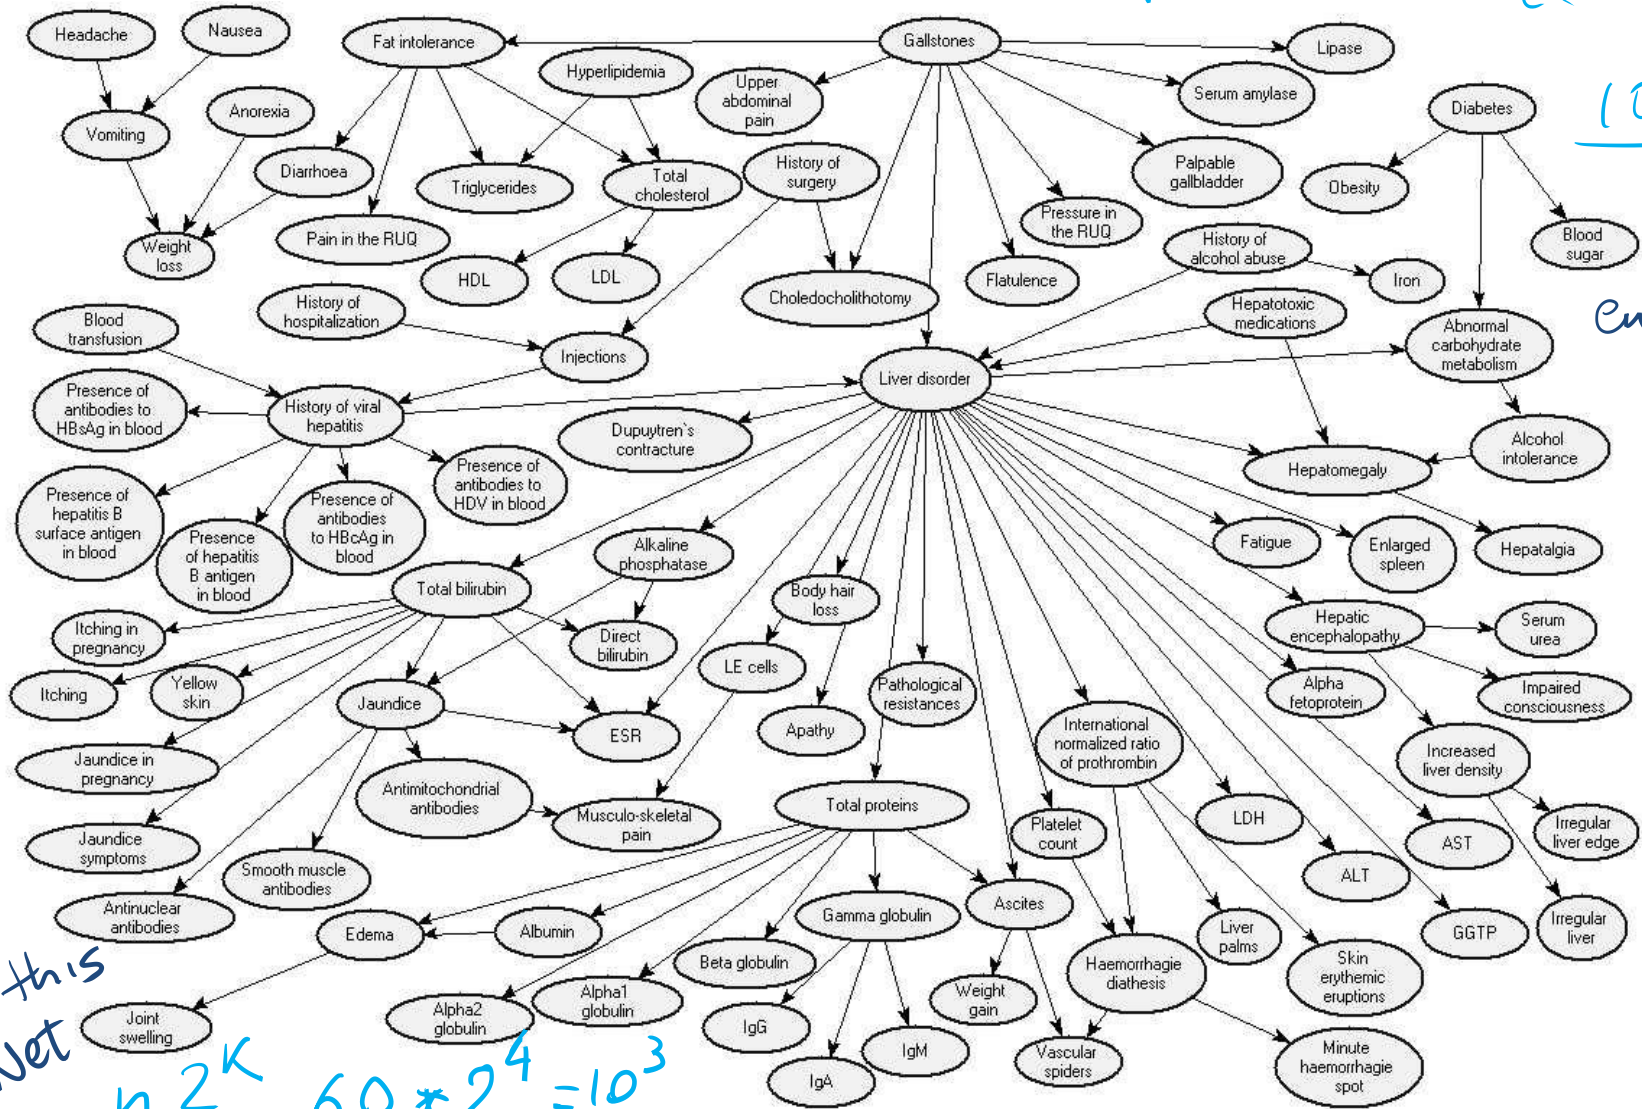 Headache
Nausea
Fat intolerance
Gallstones
Lipase
Hyperlipidemia
Upper
abdominal
pain
Serum amylase
Diabetes
Anorexia
Vomiting
Diarrhoea
Triglycerides
Total
cholesterol
History of
surgery
Palpable
gallbladder
Obesity
Pressure in
the RUQ
Pain in the RUQ
Weight
loss
HDL
LDL
Choledocholithotomy
Flatulence
History of
alcohol abuse
Iron
Blood
sugar
History of
hospitalization
Hepatotoxic
medications
Blood
transfusion
Injections
Abnormal
carbohydrate
metabolism
Liver disorder
Presence of
antibodies to
HBsAg in blood
History of viral
hepatitis
Dupuytren`s
contracture
Alcohol
intolerance
Hepatomegaly
Presence of
antibodies to
HDV in blood
Presence of
hepatitis B
surface antigen
in blood
Presence
of hepatitis
B antigen
in blood
Presence of
antibodies
to HBcAg in
blood
Alkaline
phosphatase
Fatigue
Enlarged
spleen
Hepatalgia
Total bilirubin
Body hair
loss
Itching in
pregnancy
Direct
bilirubin
Hepatic
encephalopathy
Serum
urea
LE cells
Itching
Yellow
skin
Jaundice
Pathological
resistances
Alpha
fetoprotein
Impaired
consciousness
ESR
Apathy
International
normalized ratio
of prothrombin
Increased
liver density
Jaundice in
pregnancy
Antimitochondrial
antibodies
Musculo-skeletal
pain
Total proteins
Platelet
count
LDH
AST
Irregular
liver edge
Jaundice
symptoms
Smooth muscle
antibodies
ALT
Antinuclear
antibodies
Edema
Albumin
Gamma globulin
Ascites
Liver
palms
GGTP
Irregular
liver
Beta globulin
Haemorrhagie
diathesis
Skin
erythemic
eruptions
this
Net
Joint
swelling
Alpha2
globulin
Alpha1
globulin
IgG
Weight
gain
IgM
IgA
Vascular
spiders
Minute
haemorrhagie
spot
n 2^K 60 * 2^4 = 10^3